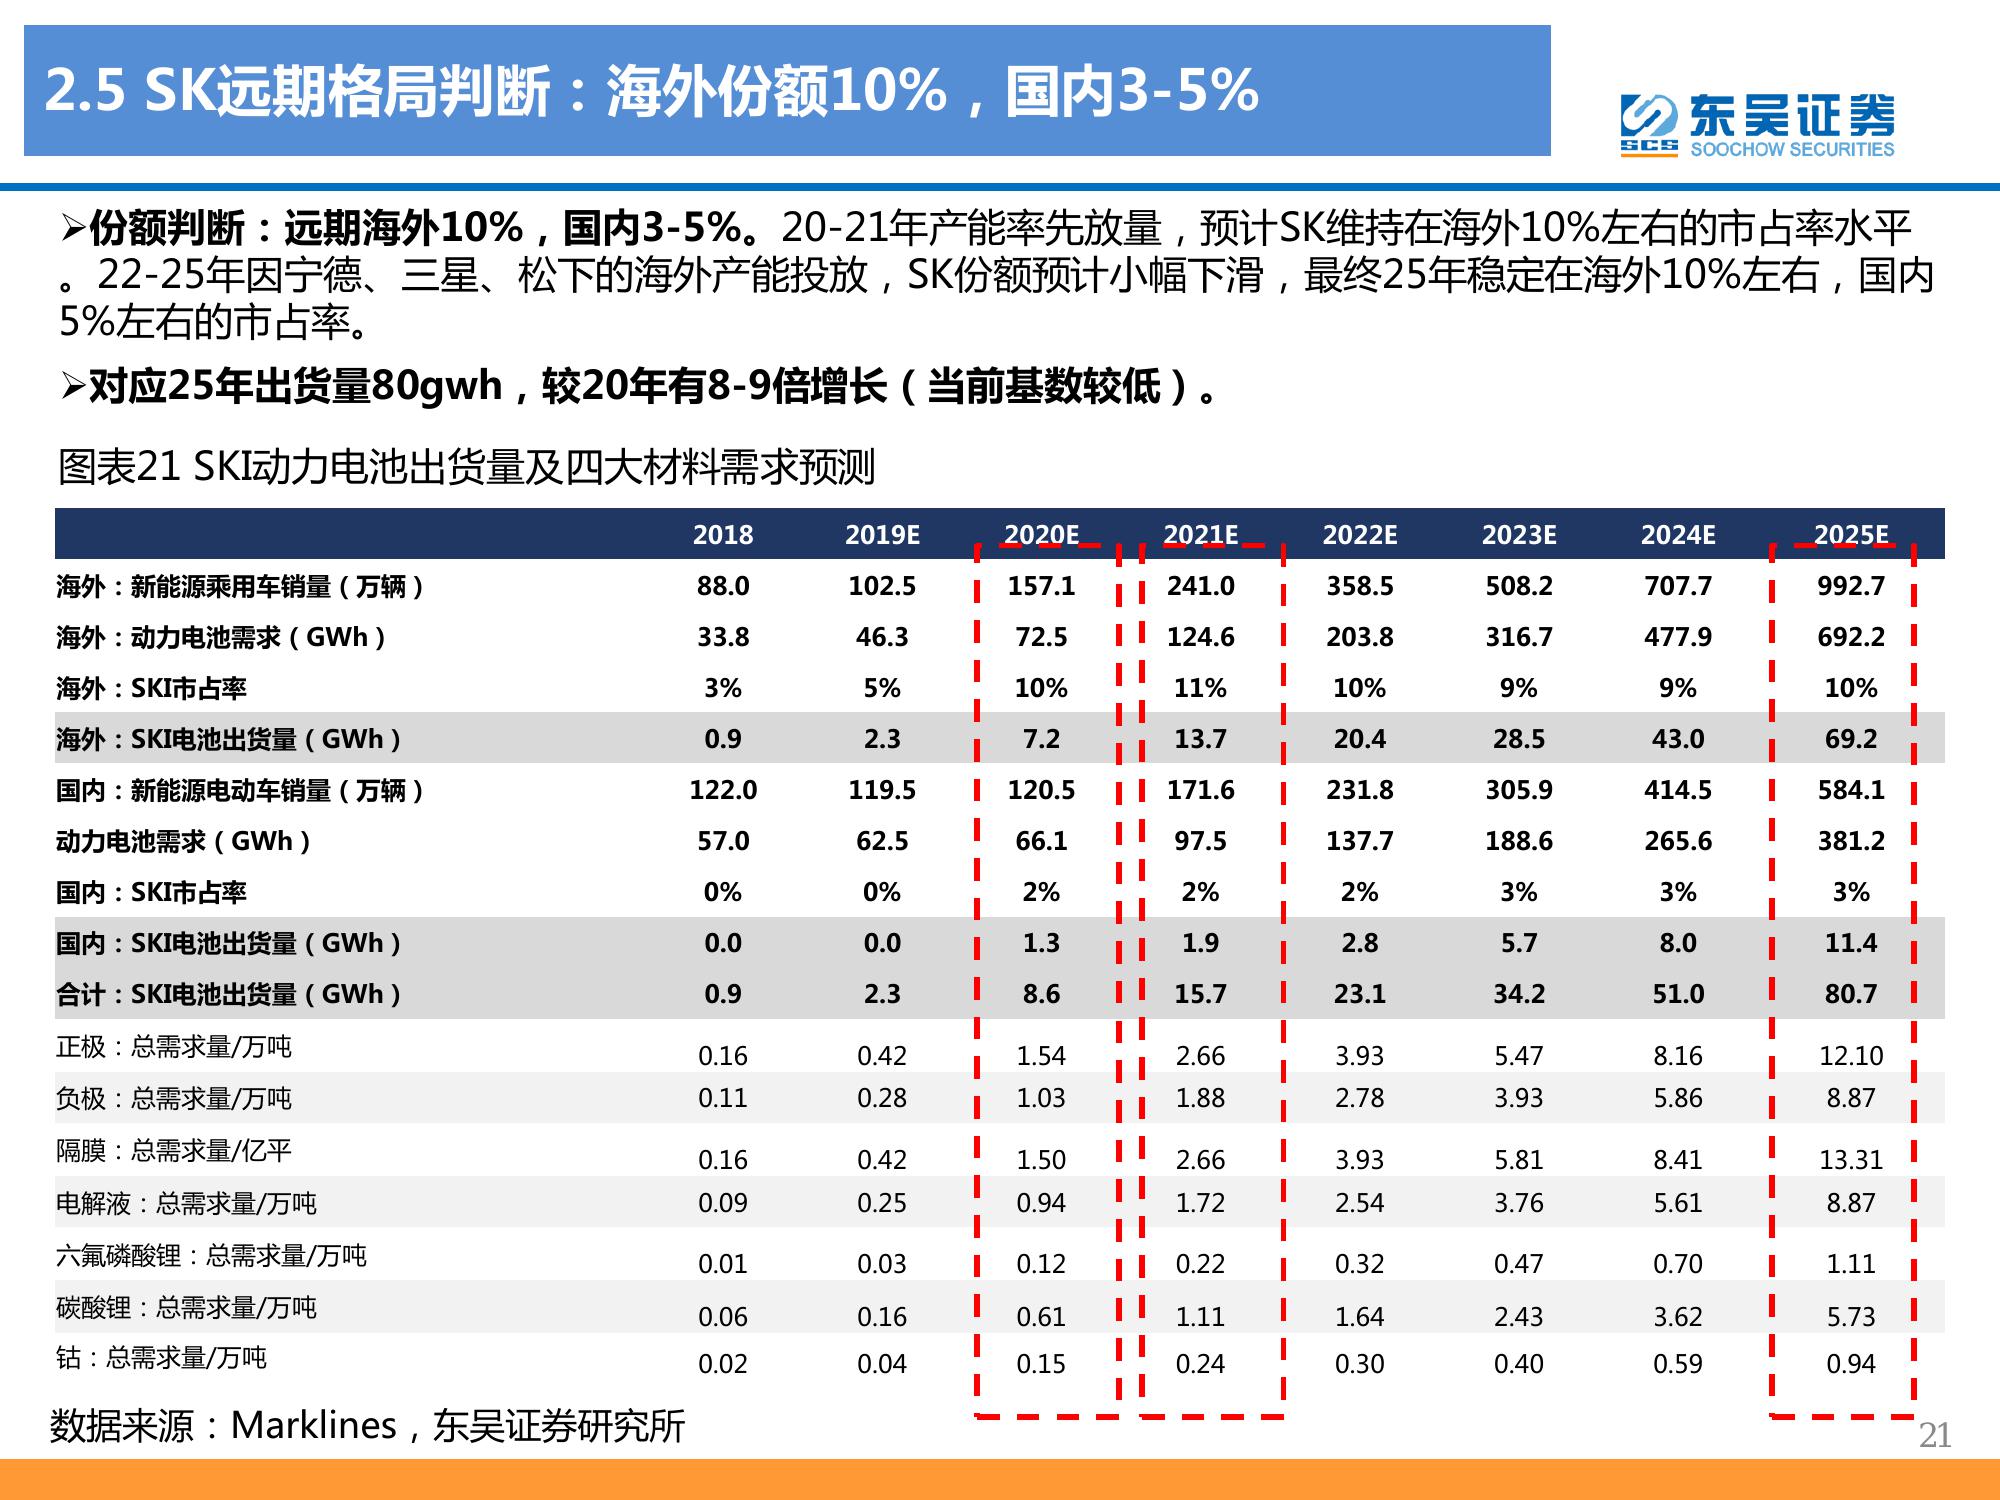 2.5 SK远期格局判断：海外份额10%，国内3-5%
东吴证券
SCS
SOOCHOW SECURITIES
➢份额判断：远期海外10%，国内3-5%。20-21年产能率先放量，预计SK维持在海外10%左右的市占率水平
。22-25年因宁德、三星、松下的海外产能投放，SK份额预计小幅下滑，最终25年稳定在海外10%左右，国内
5%左右的市占率。
➢对应25年出货量80gwh，较20年有8-9倍增长（当前基数较低）。
图表21 SKI动力电池出货量及四大材料需求预测
2018 2019E 2020E 2021E 2022E 2023E 2024E 2025E
海外：新能源乘用车销量（万辆） 88.0 102.5 157.1 241.0 358.5 508.2 707.7 992.7
海外：动力电池需求（GWh） 33.8 46.3 72.5 124.6 203.8 316.7 477.9 692.2
海外：SKI市占率 3% 5% 10% 11% 10% 9% 9% 10%
海外：SKI电池出货量（GWh） 0.9 2.3 7.2 13.7 20.4 28.5 43.0 69.2
国内：新能源电动车销量（万辆） 122.0 119.5 120.5 171.6 231.8 305.9 414.5 584.1
动力电池需求（GWh） 57.0 62.5 66.1 97.5 137.7 188.6 265.6 381.2
国内：SKI市占率 0% 0% 2% 2% 2% 3% 3% 3%
国内：SKI电池出货量（GWh） 0.0 0.0 1.3 1.9 2.8 5.7 8.0 11.4
合计：SKI电池出货量（GWh） 0.9 2.3 8.6 15.7 23.1 34.2 51.0 80.7
正极：总需求量/万吨 0.16 0.42 1.54 2.66 3.93 5.47 8.16 12.10
负极：总需求量/万吨 0.11 0.28 1.03 1.88 2.78 3.93 5.86 8.87
隔膜：总需求量/亿平 0.16 0.42 1.50 2.66 3.93 5.81 8.41 13.31
电解液：总需求量/万吨 0.09 0.25 0.94 1.72 2.54 3.76 5.61 8.87
六氟磷酸锂：总需求量/万吨 0.01 0.03 0.12 0.22 0.32 0.47 0.70 1.11
碳酸锂：总需求量/万吨 0.06 0.16 0.61 1.11 1.64 2.43 3.62 5.73
钴：总需求量/万吨 0.02 0.04 0.15 0.24 0.30 0.40 0.59 0.94
数据来源：Marklines，东吴证券研究所
21